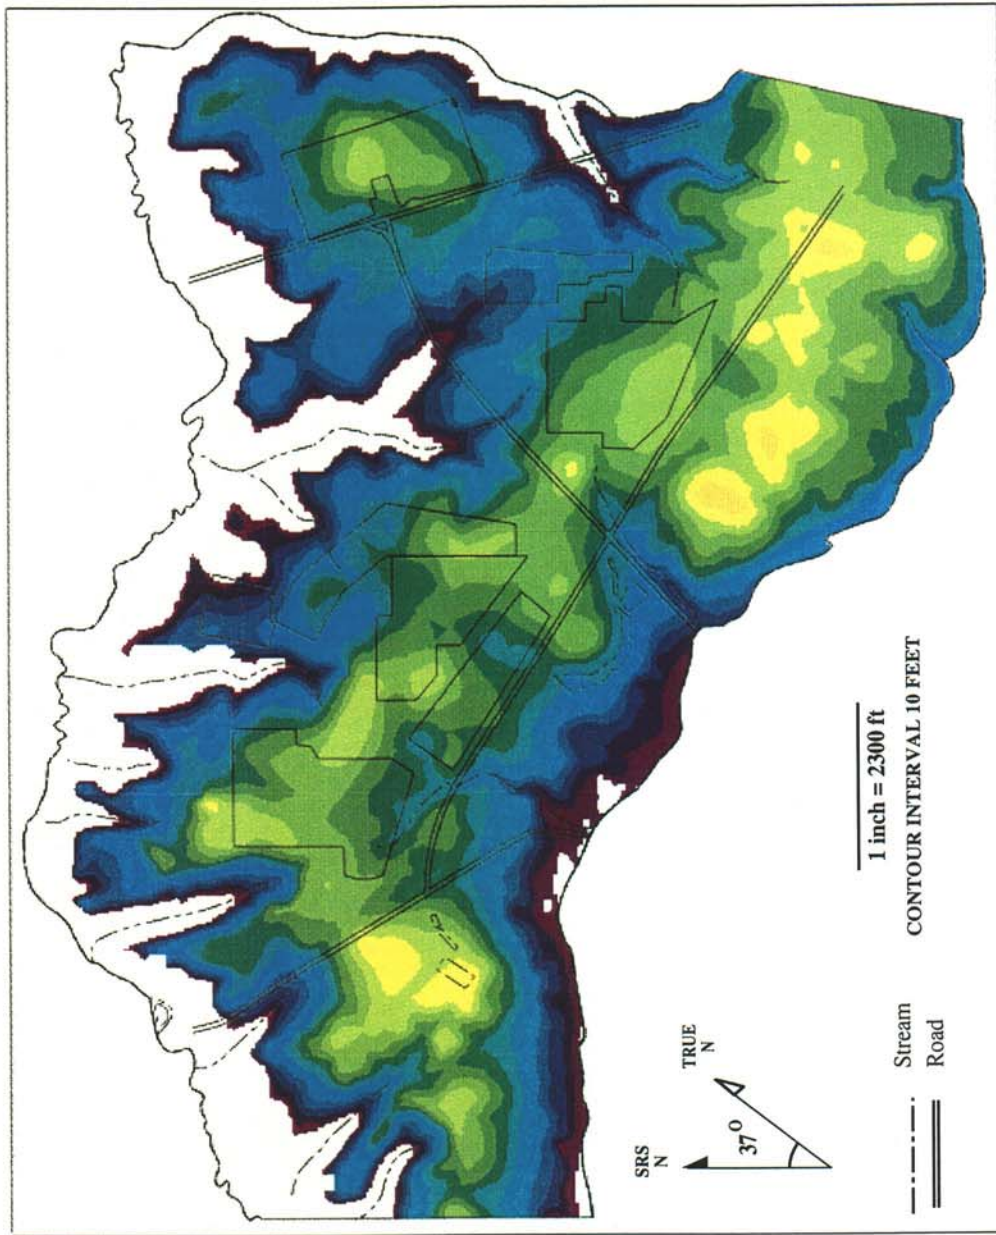 1 inch = 2300 ft
CONTOUR INTERVAL 10 FEET
SRS
N
TRUE
N
37°
Stream
Road